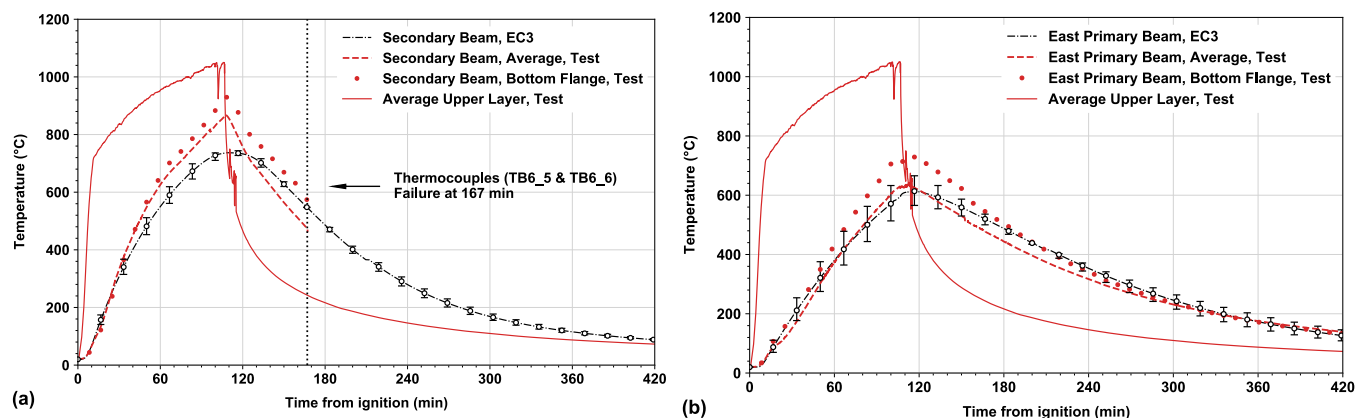 Secondary Beam, EC3
Secondary Beam, Average, Test
Secondary Beam, Bottom Flange, Test
Average Upper Layer, Test
Thermocouples (TB6_5 & TB6_6)
Failure at 167 min
Temperature (°C)
1200
1000
800
600
400
200
0
0 60 120 180 240 300 360 420
Time from ignition (min)
(a)
East Primary Beam, EC3
East Primary Beam, Average, Test
East Primary Beam, Bottom Flange, Test
Average Upper Layer, Test
Temperature (°C)
1200
1000
800
600
400
200
0
0 60 120 180 240 300 360 420
Time from ignition (min)
(b)